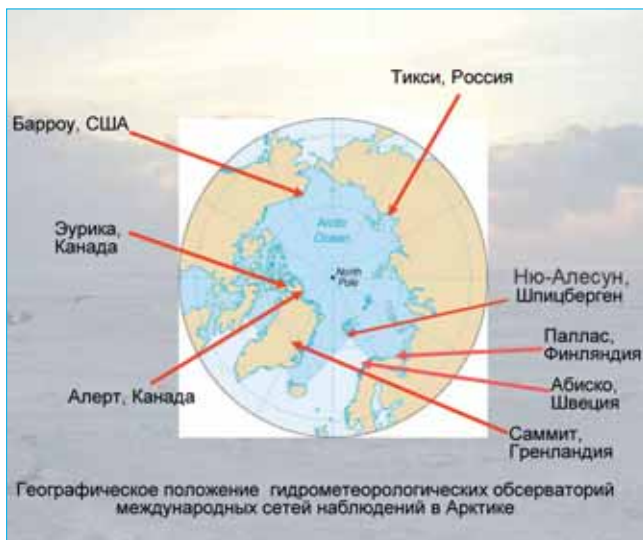 Тикси, Россия
Барроу, США
Arctic
Ocean
Эурика,
Канада
North
Pole
Ню-Алесун,
Шпицберген
Паллас,
Финляндия
Абиско,
Швеция
Алерт, Канада
Саммит,
Гренландия
Географическое положение гидрометеорологических обсерваторий
международных сетей наблюдений в Арктике